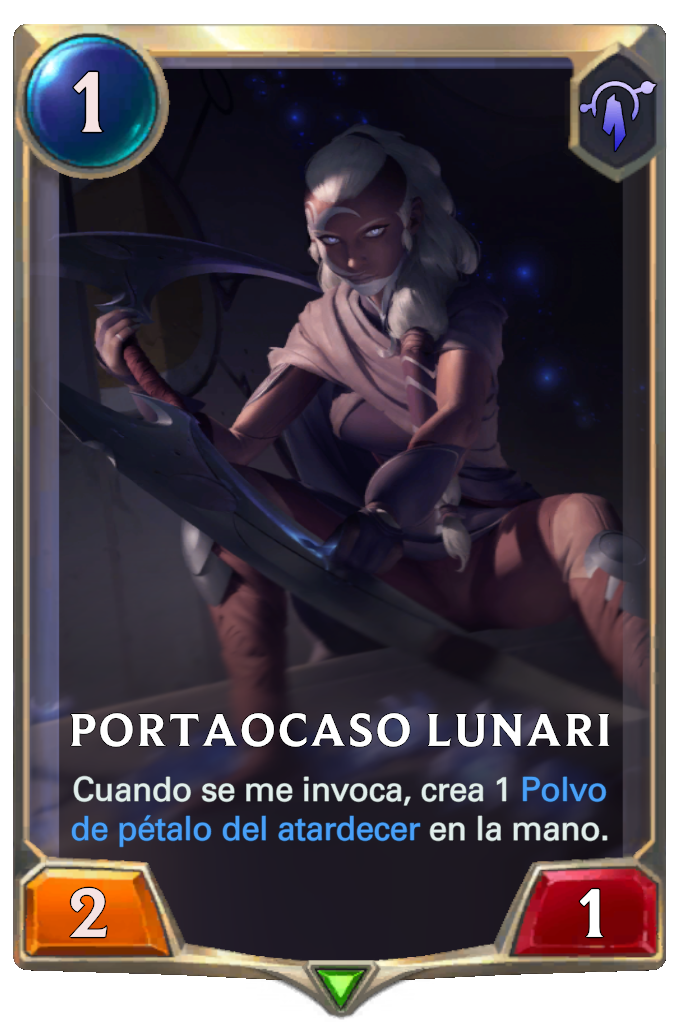 1
PORTAOCASO LUNARI
Cuando se me invoca, crea 1 Polvo
de pétalo del atardecer en la mano.
2
1